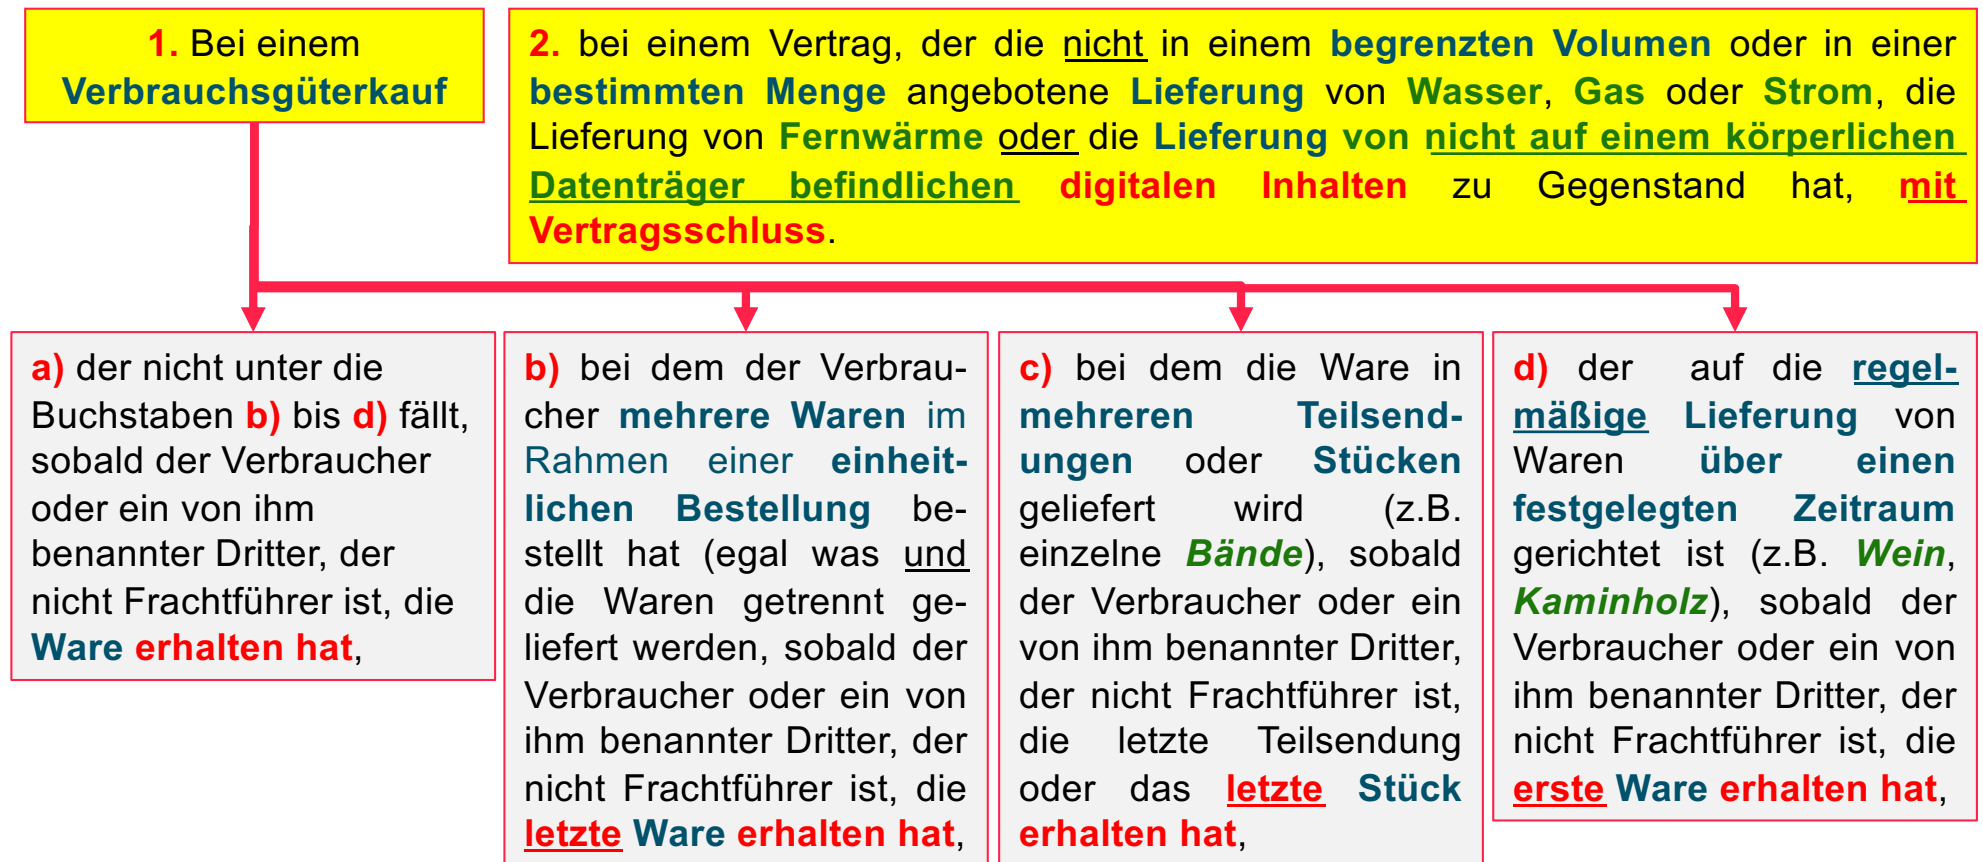 1. Bei einem
Verbrauchsgüterkauf
2. bei einem Vertrag, der die nicht in einem begrenzten Volumen oder in einer
bestimmten Menge angebotene Lieferung von Wasser, Gas oder Strom, die
Lieferung von Fernwärme oder die Lieferung von nicht auf einem körperlichen
Datenträger befindlichen digitalen Inhalten zu Gegenstand hat, mit
Vertragsschluss.
a) der nicht unter die
Buchstaben b) bis d) fällt,
sobald der Verbraucher
oder ein von ihm
benannter Dritter, der
nicht Frachtführer ist, die
Ware erhalten hat,
b) bei dem der Verbrau-
cher mehrere Waren im
Rahmen einer einheit-
lichen Bestellung be-
stellt hat (egal was und
die Waren getrennt ge-
liefert werden, sobald der
Verbraucher oder ein von
ihm benannter Dritter, der
nicht Frachtführer ist, die
letzte Ware erhalten hat,
c) bei dem die Ware in
mehreren Teilsend-
ungen oder Stücken
geliefert wird (z.B.
einzelne Bände), sobald
der Verbraucher oder ein
von ihm benannter Dritter,
der nicht Frachtführer ist,
die letzte Teilsendung
oder das letzte Stück
erhalten hat,
d) der auf die regel-
mäßige Lieferung von
Waren über einen
festgelegten Zeitraum
gerichtet ist (z.B. Wein,
Kaminholz), sobald der
Verbraucher oder ein von
ihm benannter Dritter, der
nicht Frachtführer ist, die
erste Ware erhalten hat,